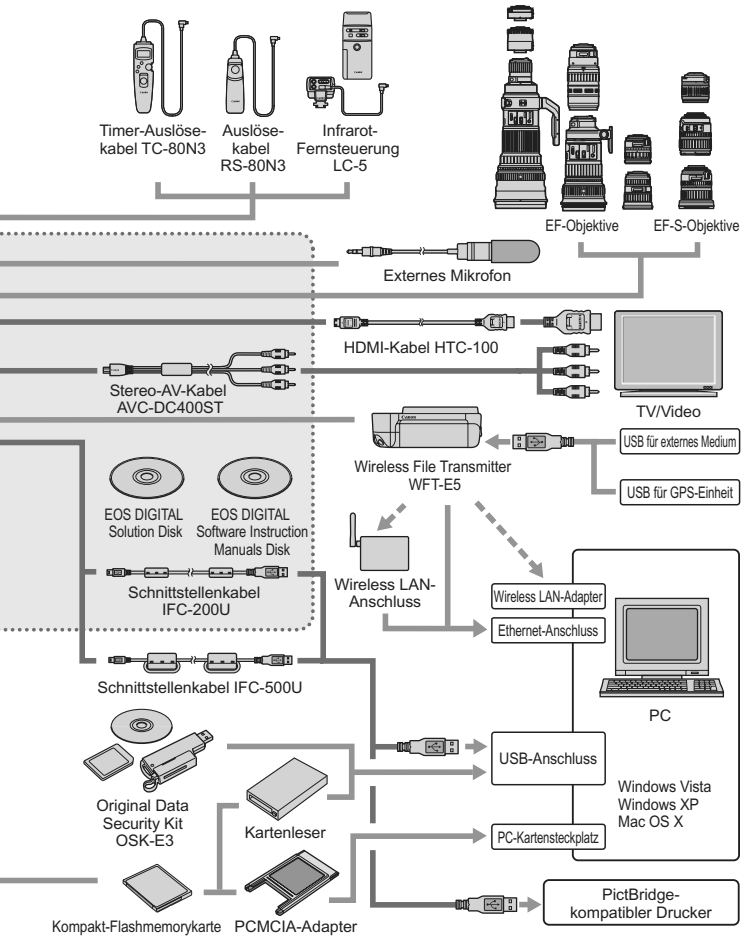 Timer-Auslöse-
kabel TC-80N3
Auslöse-
kabel
RS-80N3
Infrarot-
Fernsteuerung
LC-5
EF-Objektive
EF-S-Objektive
Externes Mikrofon
HDMI-Kabel HTC-100
Stereo-AV-Kabel
AVC-DC400ST
TV/Video
Canon
Wireless File Transmitter
WFT-E5
USB für externes Medium
USB für GPS-Einheit
EOS DIGITAL
Solution Disk
EOS DIGITAL
Software Instruction
Manuals Disk
Wireless LAN-
Anschluss
Wireless LAN-Adapter
Ethernet-Anschluss
Schnittstellenkabel
IFC-200U
Schnittstellenkabel IFC-500U
PC
USB-Anschluss
Windows Vista
Windows XP
Mac OS X
Original Data
Security Kit
OSK-E3
Kartenleser
PC-Kartensteckplatz
Kompakt-Flashmemorykarte
PCMCIA-Adapter
PictBridge-
kompatibler Drucker